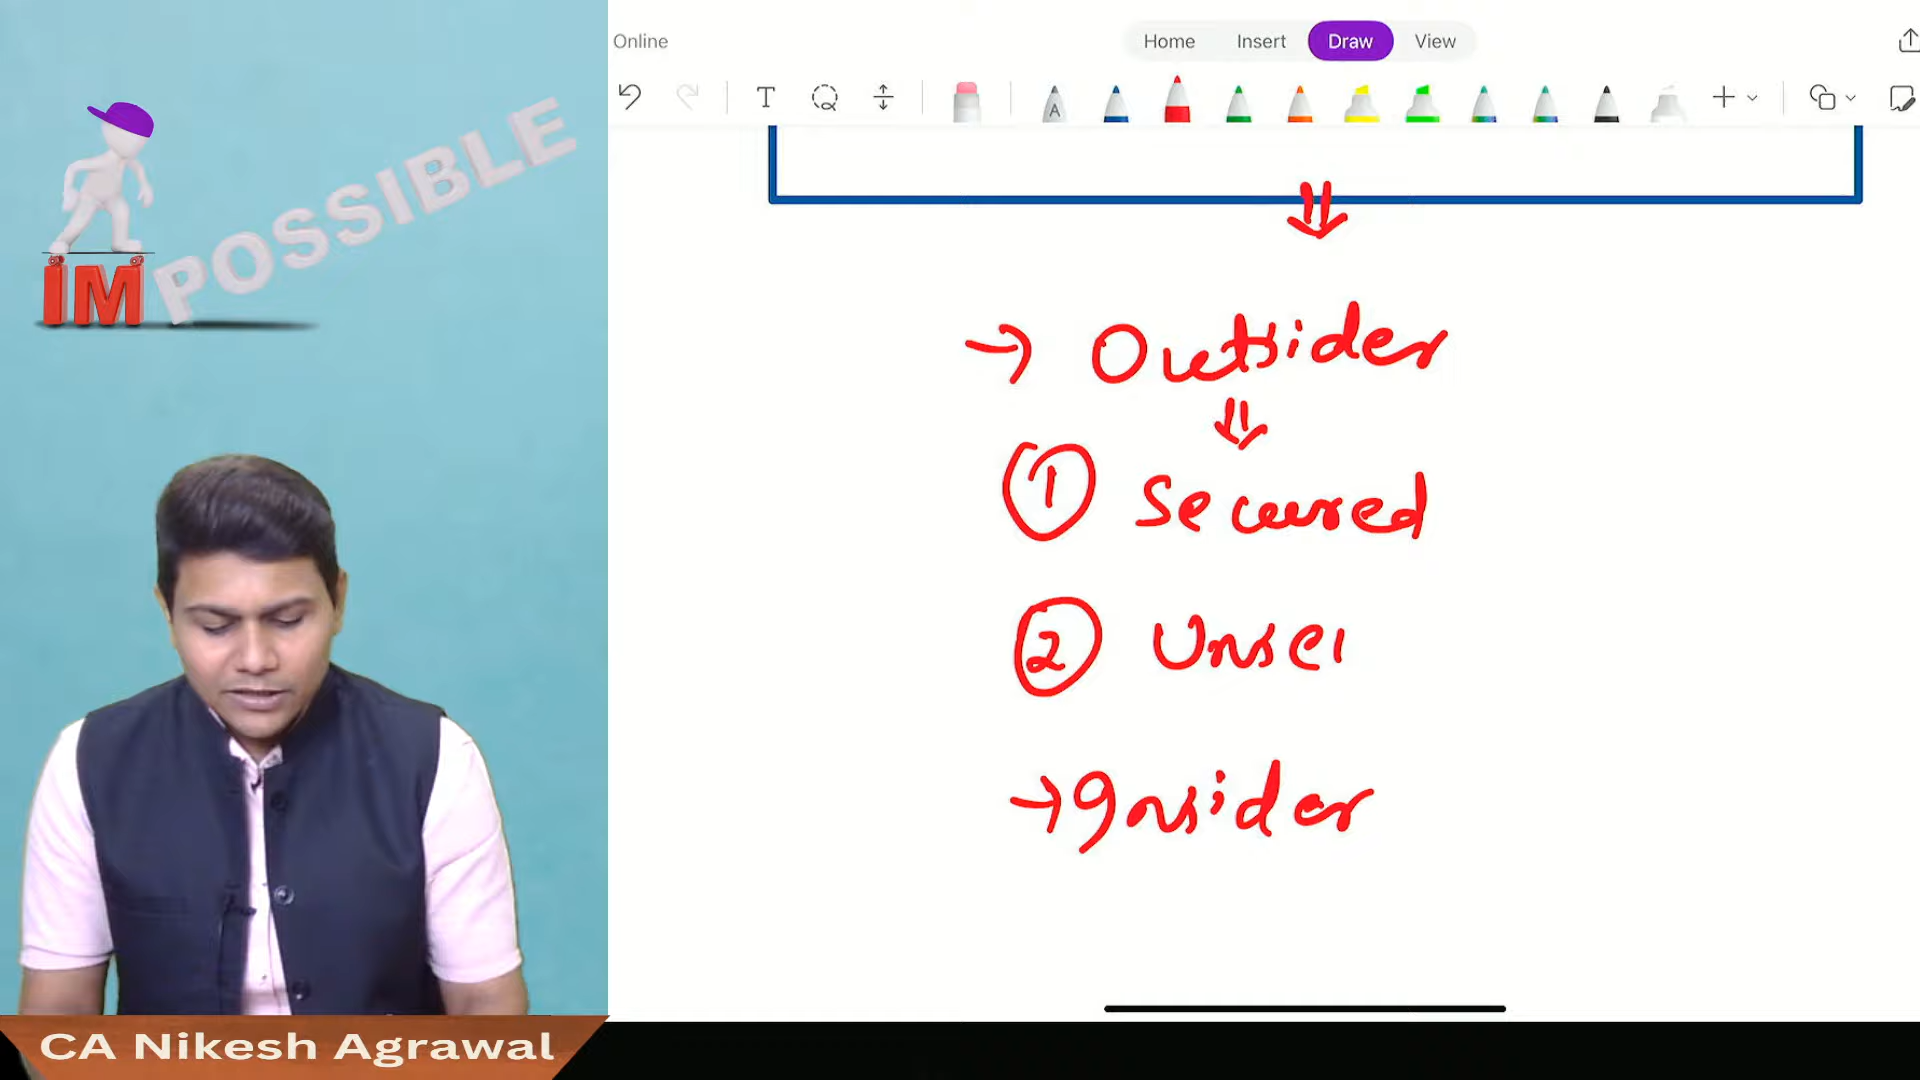 Online
Home Insert Draw View
T
A
IMPOSSIBLE
→ Outsider
1 Secured
2 Unsec
→ Insider
CA Nikesh Agrawal